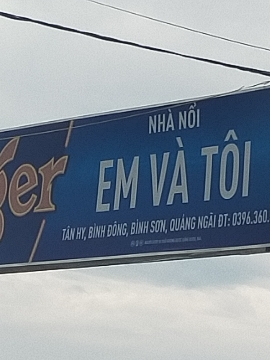 ger
NHÀ NỔI
EM VÀ TÔI
TÂN HY, BÌNH ĐÔNG, BÌNH SƠN, QUẢNG NGÃI ĐT: 0396.360.